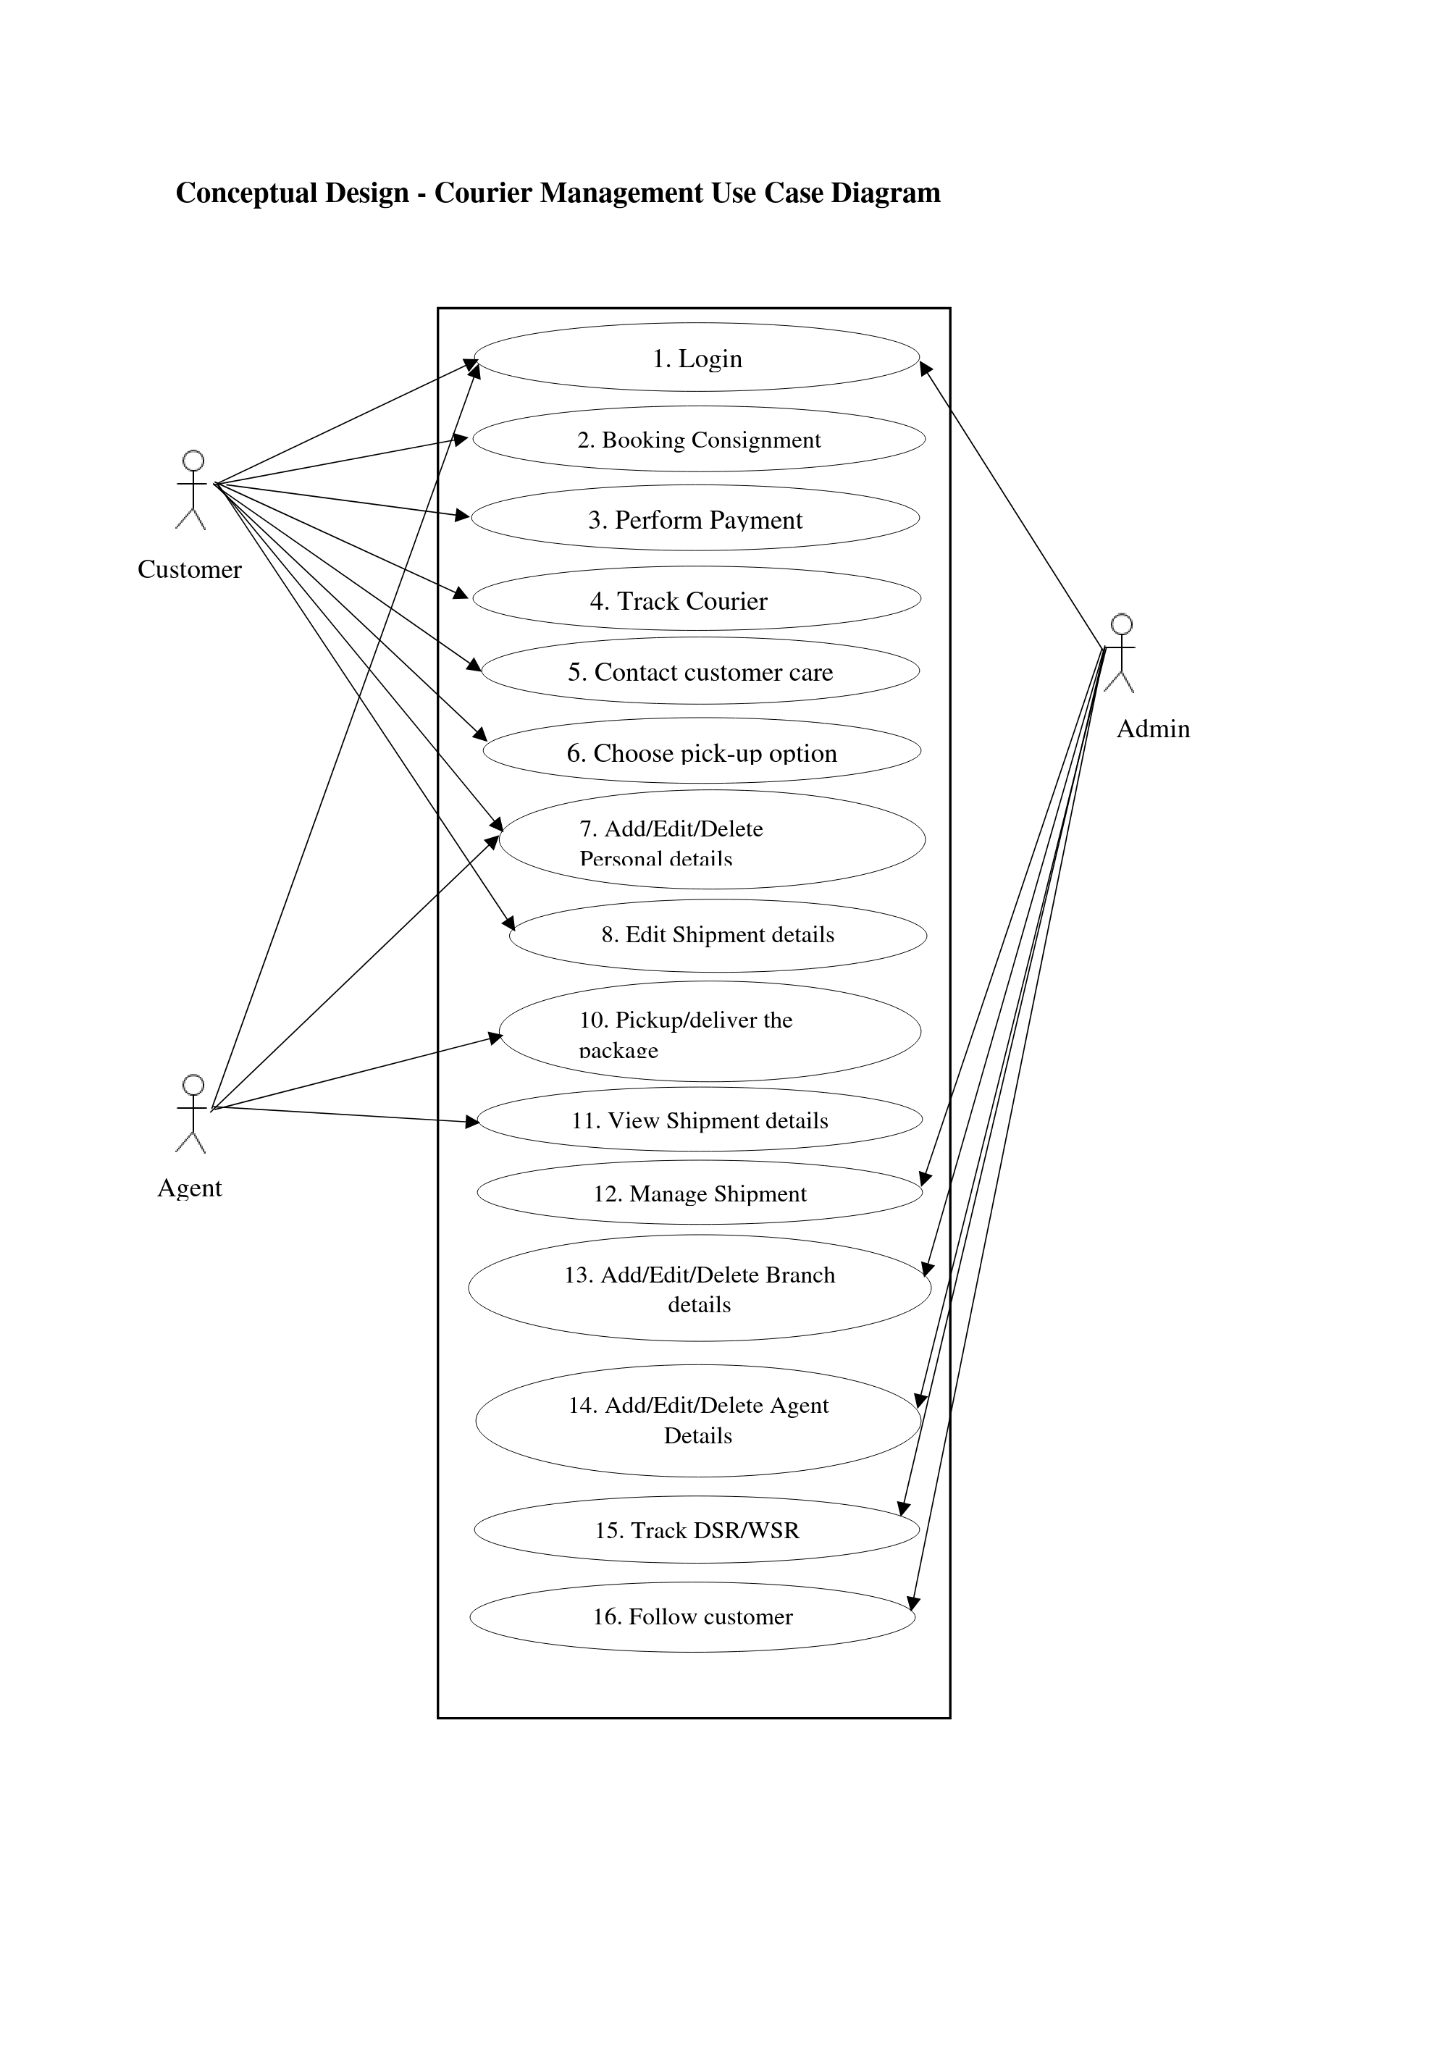 Conceptual Design - Courier Management Use Case Diagram
1. Login
2. Booking Consignment
3. Perform Payment
Customer
4. Track Courier
5. Contact customer care
Admin
6. Choose pick-up option
7. Add/Edit/Delete
Personal details
8. Edit Shipment details
10. Pickup/deliver the
package
11. View Shipment details
Agent
12. Manage Shipment
13. Add/Edit/Delete Branch
details
14. Add/Edit/Delete Agent
Details
15. Track DSR/WSR
16. Follow customer